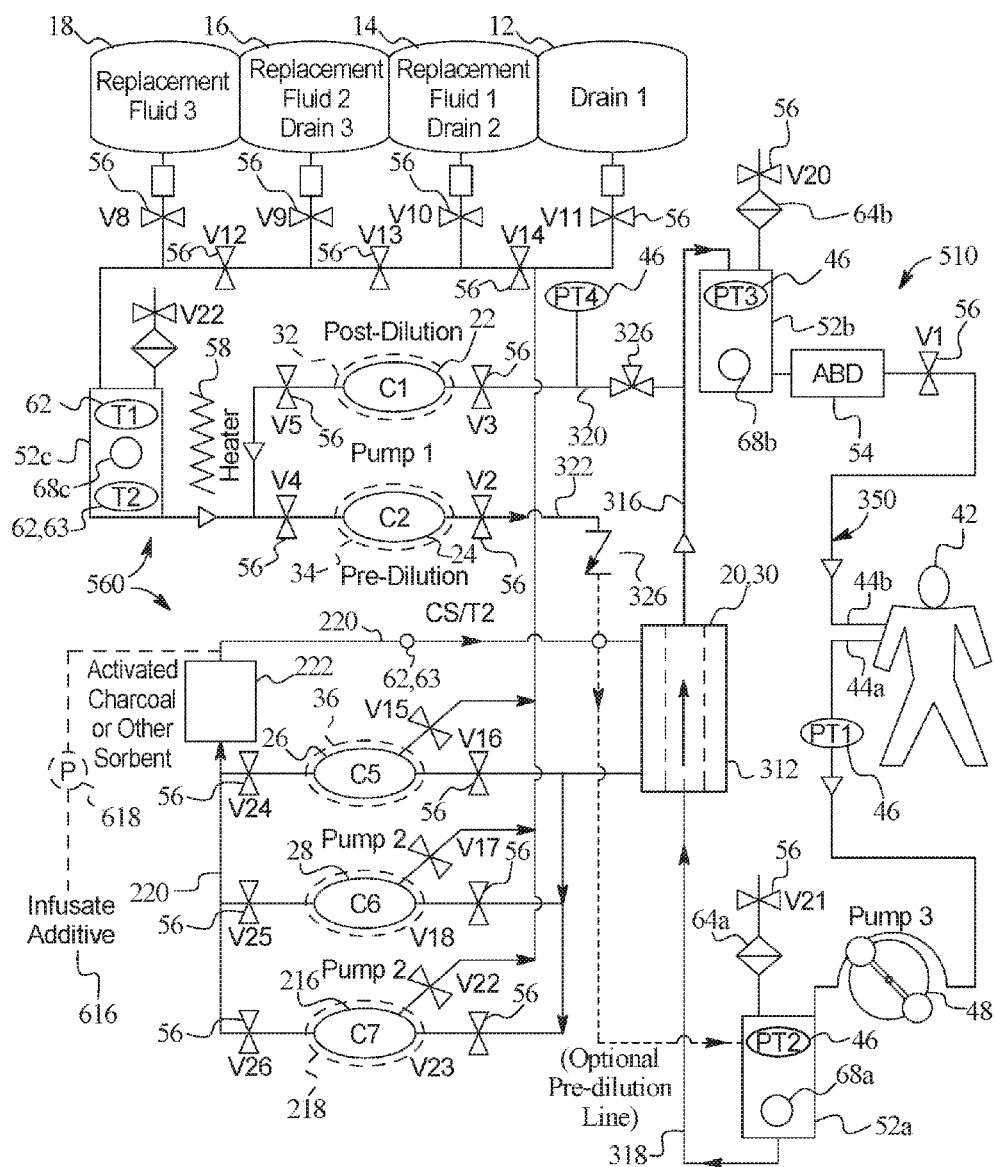 18
16
14
12
Replacement
Fluid 3
Replacement
Fluid 2
Drain 3
Replacement
Fluid 1
Drain 2
Drain 1
56
56
56
56
V8
V9
V10
V11
56
56
V20
64b
V12
V13
V14
56
56
56
46
PT4
PT3
46
510
V22
58
Post-Dilution
22
32
C1
56
326
52b
V1
56
62
T1
V5
56
V3
320
ABD
52c
68c
Heater
Pump 1
68b
54
T2
V4
V2
322
316
350
42
62,63
C2
56
34
24
56
560
Pre-Dilution
326
20,30
44b
CS/T2
220
62,63
44a
Activated
Charcoal
or Other
Sorbent
222
V15
36
26
V16
PT1
C5
P
56
V24
56
312
46
618
Pump 2
V17
56
28
56
220
C6
V21
Infusate
Additive
56
V25
V18
64a
Pump 3
Pump 2
V22
216
56
48
616
56
C7
PT2
46
V26
V23
(Optional
Pre-dilution
Line)
68a
218
318
52a